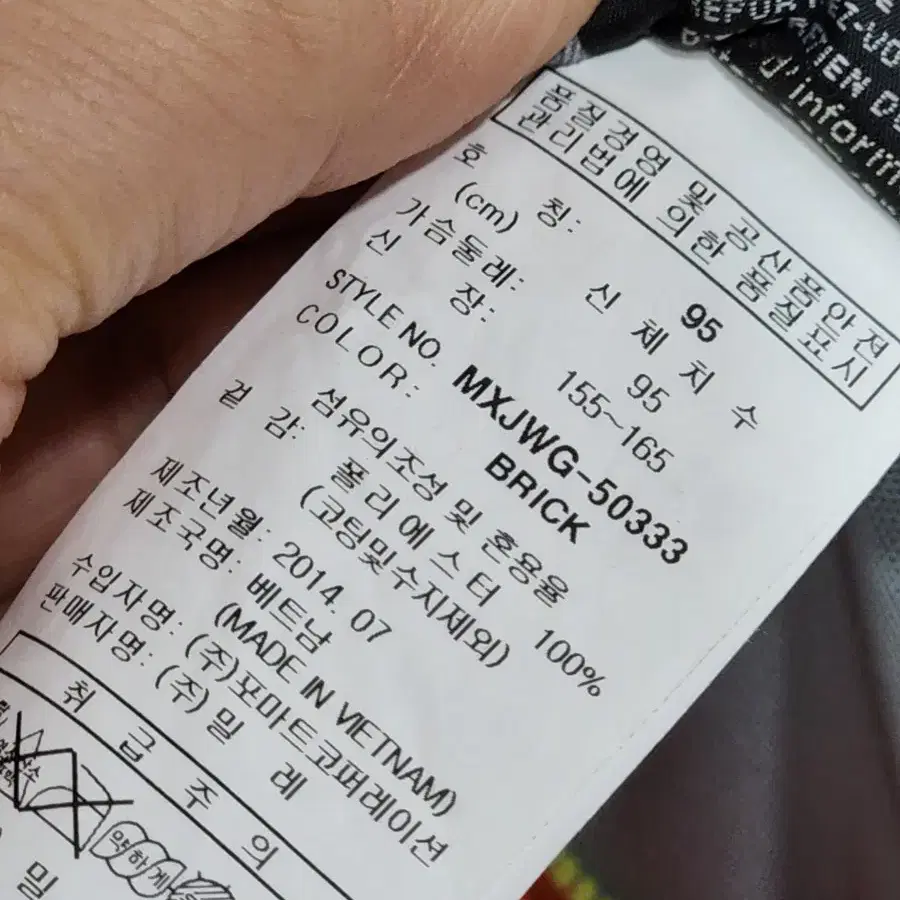 품질경영 및 공산품안전
관리법에 의한 품질표시
호 칭: 95
(cm) 신 체 치 수
가슴둘레: 95
신 장: 155~165
STYLE NO. MXJWG-50333
COLOR: BRICK
섬유의조성 및 혼용율
겉 감: 폴리에스터 100%
(코팅및수지제외)
제조년월: 2014. 07
제조국명: 베트남
(MADE IN VIETNAM)
수입자명: (주)포마트코퍼레이션
판매자명: (주) 밀 레
취 급 주 의
약하게
밀
d'inform